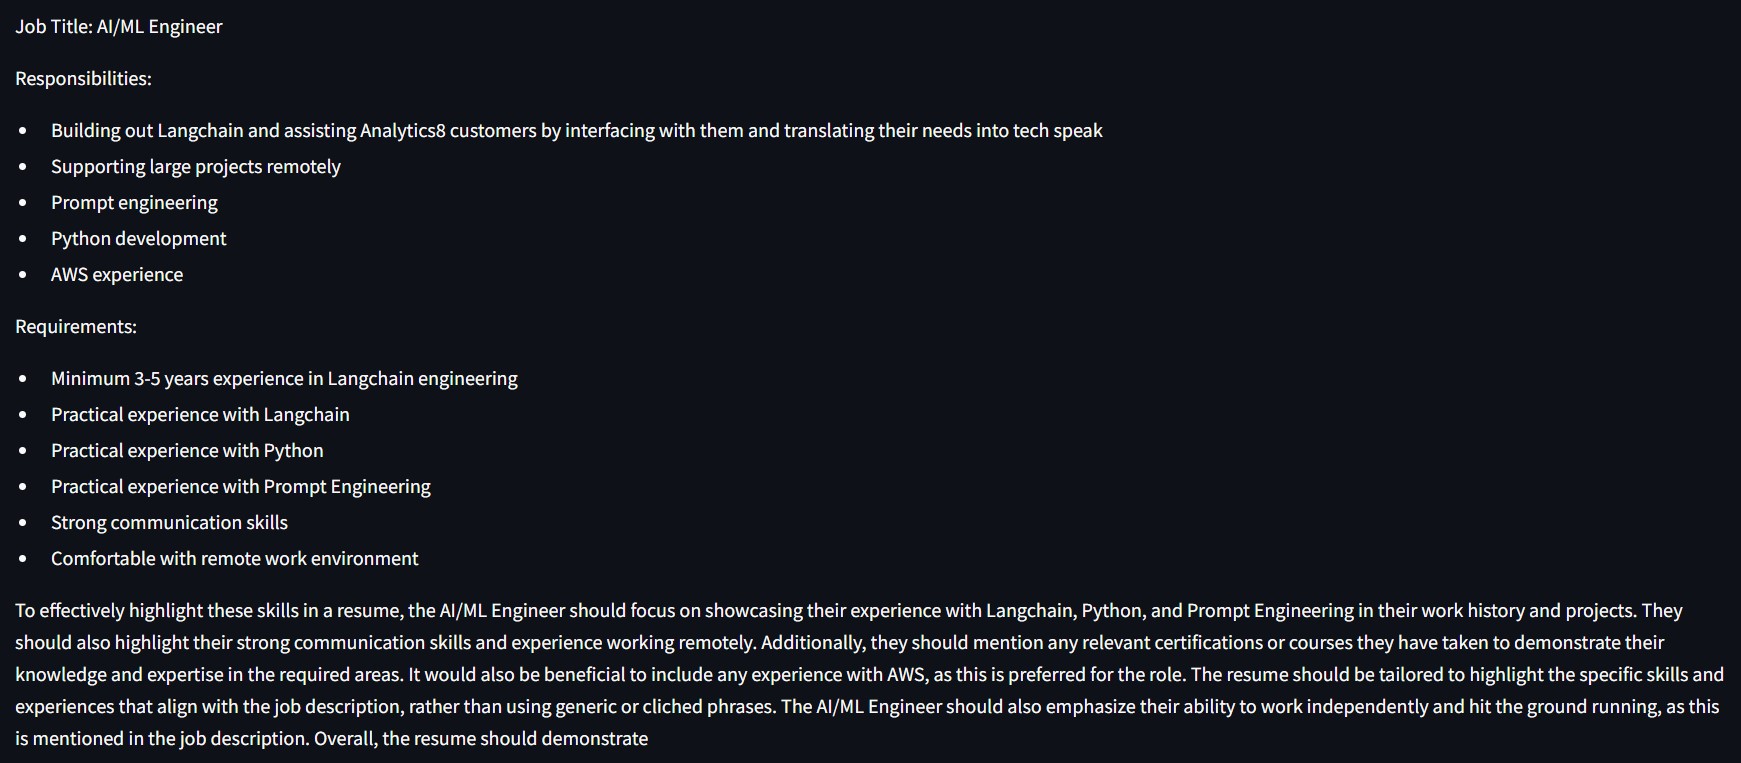 Job Title: AI/ML Engineer
Responsibilities:
• Building out Langchain and assisting Analytics8 customers by interfacing with them and translating their needs into tech speak
• Supporting large projects remotely
• Prompt engineering
• Python development
• AWS experience
Requirements:
• Minimum 3-5 years experience in Langchain engineering
• Practical experience with Langchain
• Practical experience with Python
• Practical experience with Prompt Engineering
• Strong communication skills
• Comfortable with remote work environment
To effectively highlight these skills in a resume, the AI/ML Engineer should focus on showcasing their experience with Langchain, Python, and Prompt Engineering in their work history and projects. They
should also highlight their strong communication skills and experience working remotely. Additionally, they should mention any relevant certifications or courses they have taken to demonstrate their
knowledge and expertise in the required areas. It would also be beneficial to include any experience with AWS, as this is preferred for the role. The resume should be tailored to highlight the specific skills and
experiences that align with the job description, rather than using generic or cliched phrases. The AI/ML Engineer should also emphasize their ability to work independently and hit the ground running, as this
is mentioned in the job description. Overall, the resume should demonstrate